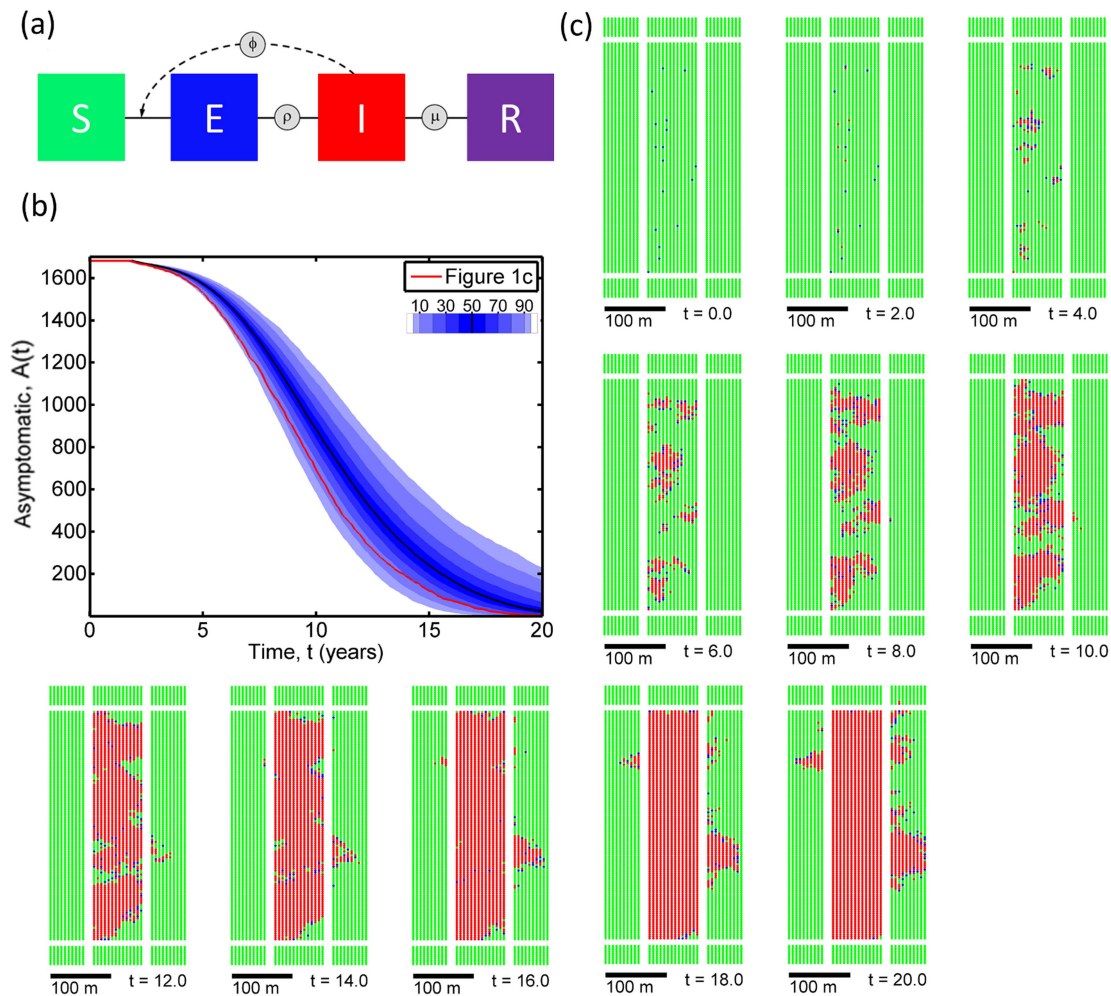 (a)
ϕ
S
E
ρ
I
μ
R
(b)
Asymptomatic, A(t)
1600
1400
1200
1000
800
600
400
200
Figure 1c
10 30 50 70 90
0 5 10 15 20
Time, t (years)
(c)
100 m t = 0.0
100 m t = 2.0
100 m t = 4.0
100 m t = 6.0
100 m t = 8.0
100 m t = 10.0
100 m t = 12.0
100 m t = 14.0
100 m t = 16.0
100 m t = 18.0
100 m t = 20.0